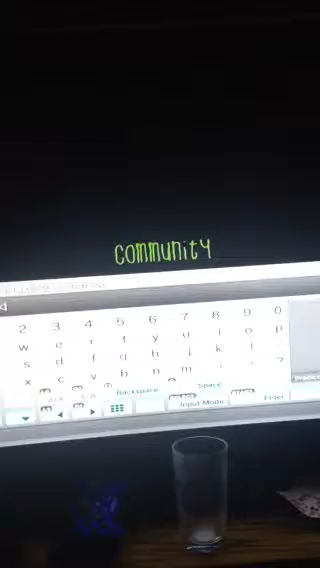 community
2 3 4 5 6 7 8 9 0
w e r t y u i o p
s d f g h j k l
x c v b n m , . ?
Backspace
Space
Input Mode
Enter